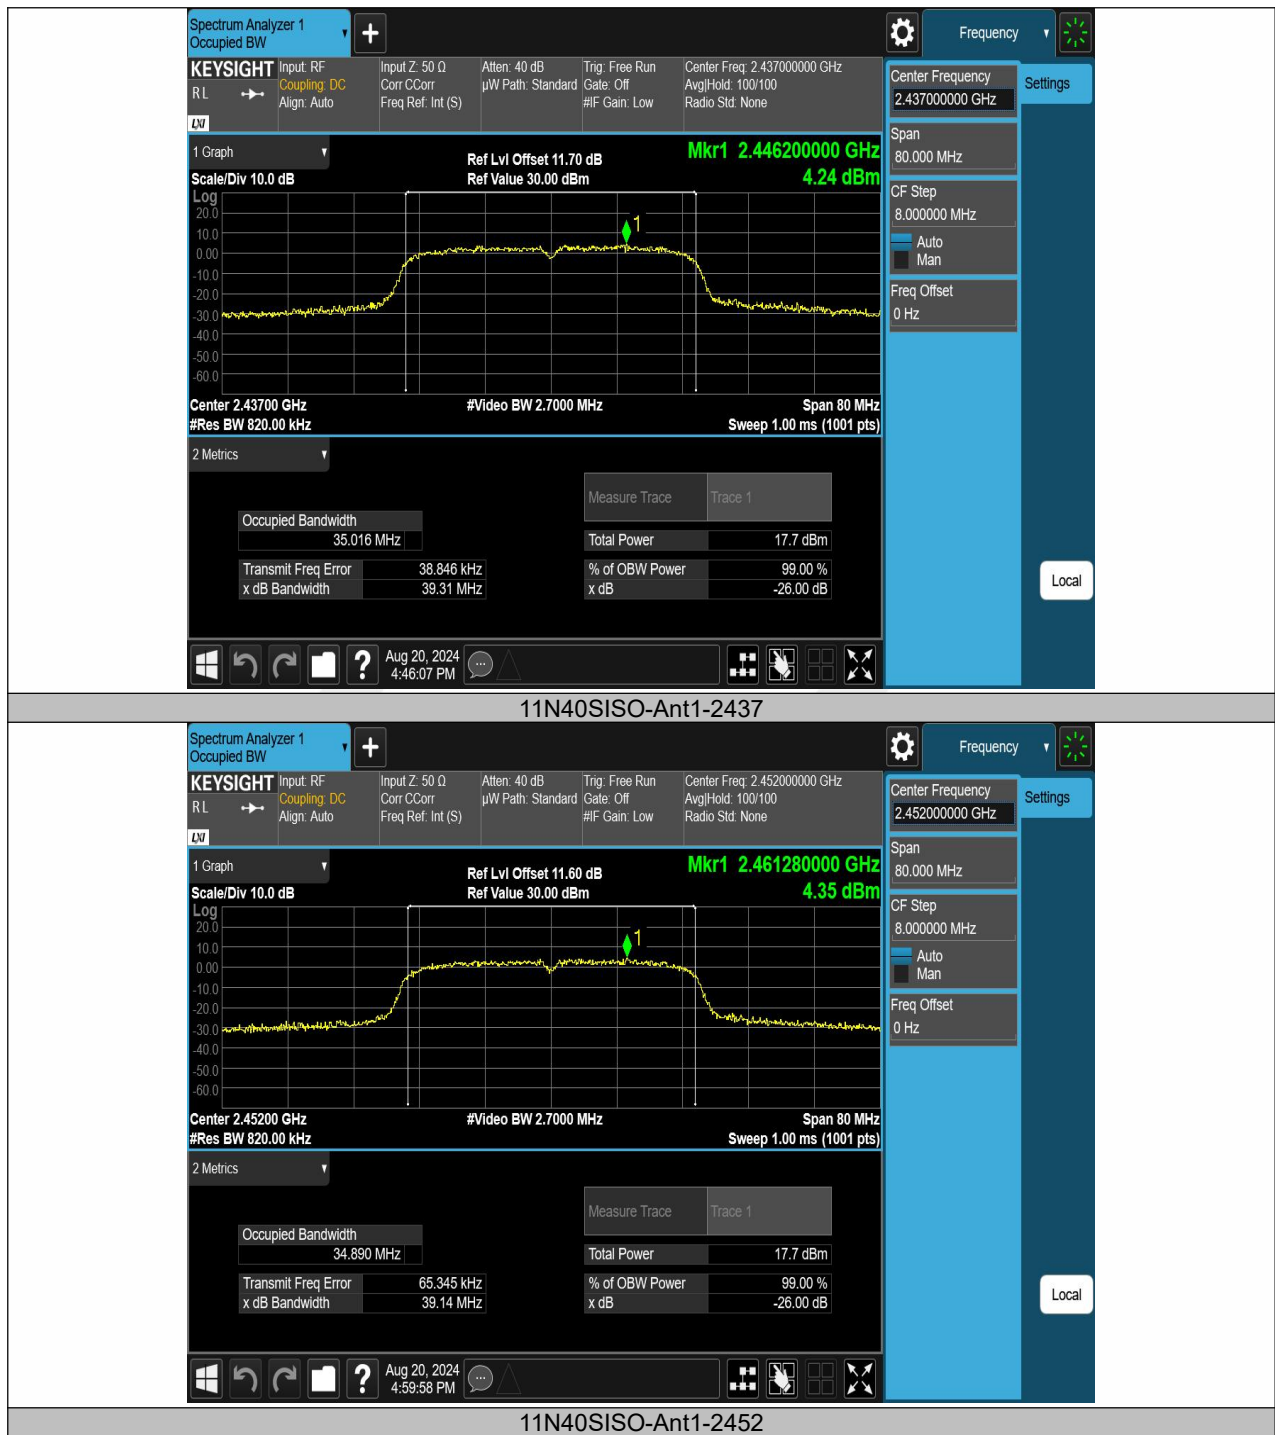 Spectrum Analyzer 1
Occupied BW
Frequency
KEYSIGHT
R L
LXI
Input: RF
Coupling: DC
Align: Auto
Input Z: 50 Ω
Corr CCorr
Freq Ref: Int (S)
Atten: 40 dB
µW Path: Standard
Trig: Free Run
Gate: Off
#IF Gain: Low
Center Freq: 2.437000000 GHz
Avg|Hold: 100/100
Radio Std: None
Center Frequency
2.437000000 GHz
Settings
Span
80.000 MHz
CF Step
8.000000 MHz
Auto
Man
Freq Offset
0 Hz
Local
1 Graph
Scale/Div 10.0 dB
Ref Lvl Offset 11.70 dB
Ref Value 30.00 dBm
Mkr1 2.446200000 GHz
4.24 dBm
Log
20.0
10.0
0.00
-10.0
-20.0
-30.0
-40.0
-50.0
-60.0
1
Center 2.43700 GHz
#Video BW 2.7000 MHz
Span 80 MHz
#Res BW 820.00 kHz
Sweep 1.00 ms (1001 pts)
2 Metrics
Measure Trace
Trace 1
Occupied Bandwidth
35.016 MHz
Total Power
17.7 dBm
Transmit Freq Error
38.846 kHz
% of OBW Power
99.00 %
x dB Bandwidth
39.31 MHz
x dB
-26.00 dB
?
Aug 20, 2024
4:46:07 PM
11N40SISO-Ant1-2437
Spectrum Analyzer 1
Occupied BW
Frequency
KEYSIGHT
R L
LXI
Input: RF
Coupling: DC
Align: Auto
Input Z: 50 Ω
Corr CCorr
Freq Ref: Int (S)
Atten: 40 dB
µW Path: Standard
Trig: Free Run
Gate: Off
#IF Gain: Low
Center Freq: 2.452000000 GHz
Avg|Hold: 100/100
Radio Std: None
Center Frequency
2.452000000 GHz
Settings
Span
80.000 MHz
CF Step
8.000000 MHz
Auto
Man
Freq Offset
0 Hz
Local
1 Graph
Scale/Div 10.0 dB
Ref Lvl Offset 11.60 dB
Ref Value 30.00 dBm
Mkr1 2.461280000 GHz
4.35 dBm
Log
20.0
10.0
0.00
-10.0
-20.0
-30.0
-40.0
-50.0
-60.0
1
Center 2.45200 GHz
#Video BW 2.7000 MHz
Span 80 MHz
#Res BW 820.00 kHz
Sweep 1.00 ms (1001 pts)
2 Metrics
Measure Trace
Trace 1
Occupied Bandwidth
34.890 MHz
Total Power
17.7 dBm
Transmit Freq Error
65.345 kHz
% of OBW Power
99.00 %
x dB Bandwidth
39.14 MHz
x dB
-26.00 dB
?
Aug 20, 2024
4:59:58 PM
11N40SISO-Ant1-2452